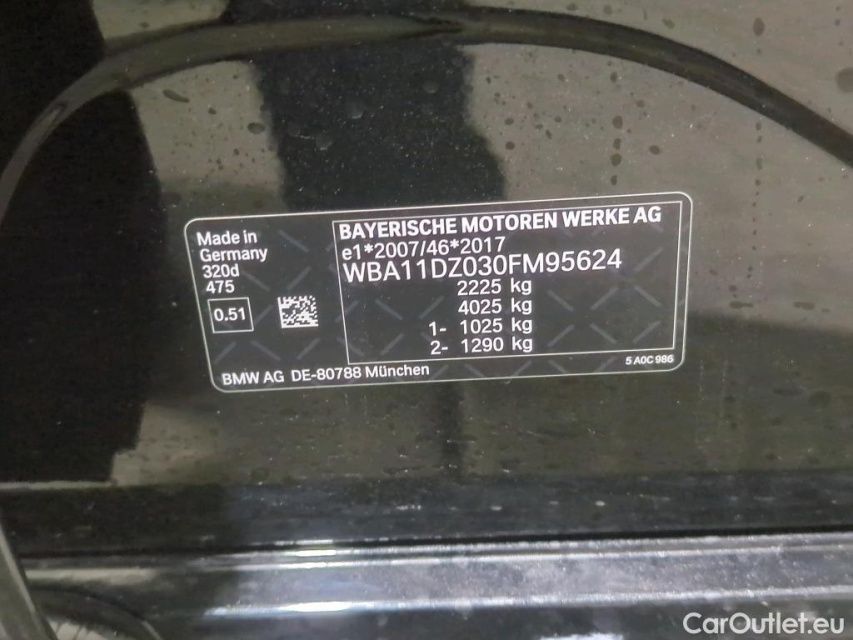 Made in
Germany
320d
475
0.51
BAYERISCHE MOTOREN WERKE AG
e1*2007/46*2017
WBA11DZ030FM95624
2225 kg
4025 kg
1- 1025 kg
2- 1290 kg
5 A0C 986
BMW AG DE-80788 München
CarOutlet.eu